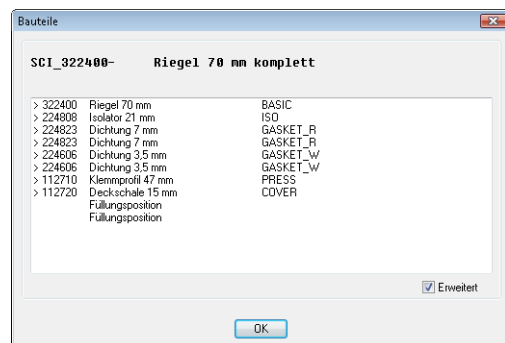 Bauteile
SCI_322400- Riegel 70 mm komplett
> 322400 Riegel 70 mm BASIC
> 224808 Isolator 21 mm ISO
> 224823 Dichtung 7 mm GASKET_R
> 224823 Dichtung 7 mm GASKET_R
> 224606 Dichtung 3,5 mm GASKET_W
> 224606 Dichtung 3,5 mm GASKET_W
> 112710 Klemmprofil 47 mm PRESS
> 112720 Deckschale 15 mm COVER
Füllungsposition
Füllungsposition
Erweitert
OK